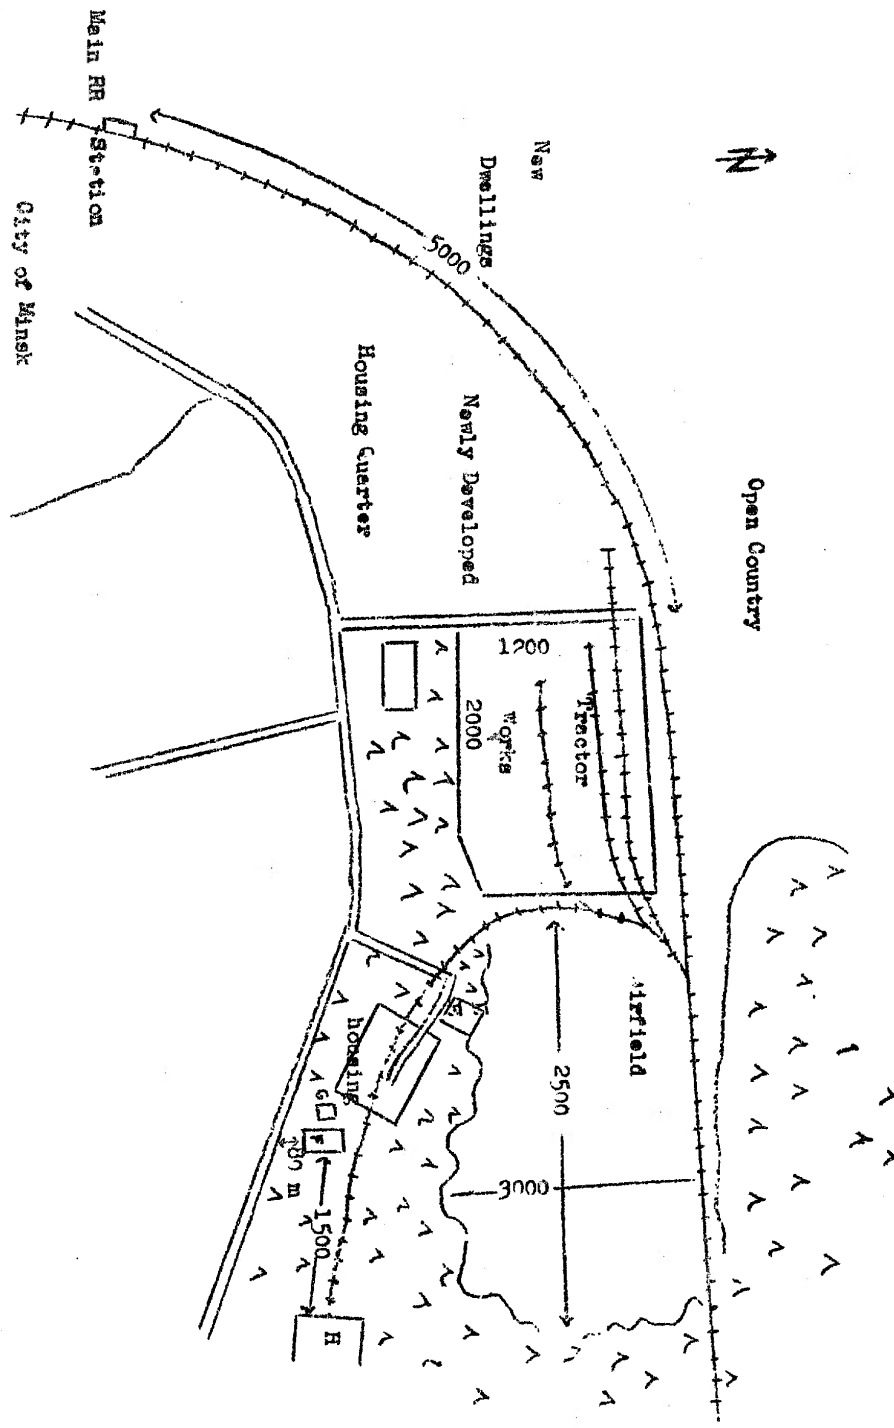 Main RR Station
City of Minsk
N
New
Dwellings
5000
Open Country
Newly Developed
Housing Quarter
1200
2000
Tractor
Works
Airfield
2500
3000
E
housing
G
F
80 m
1500
H